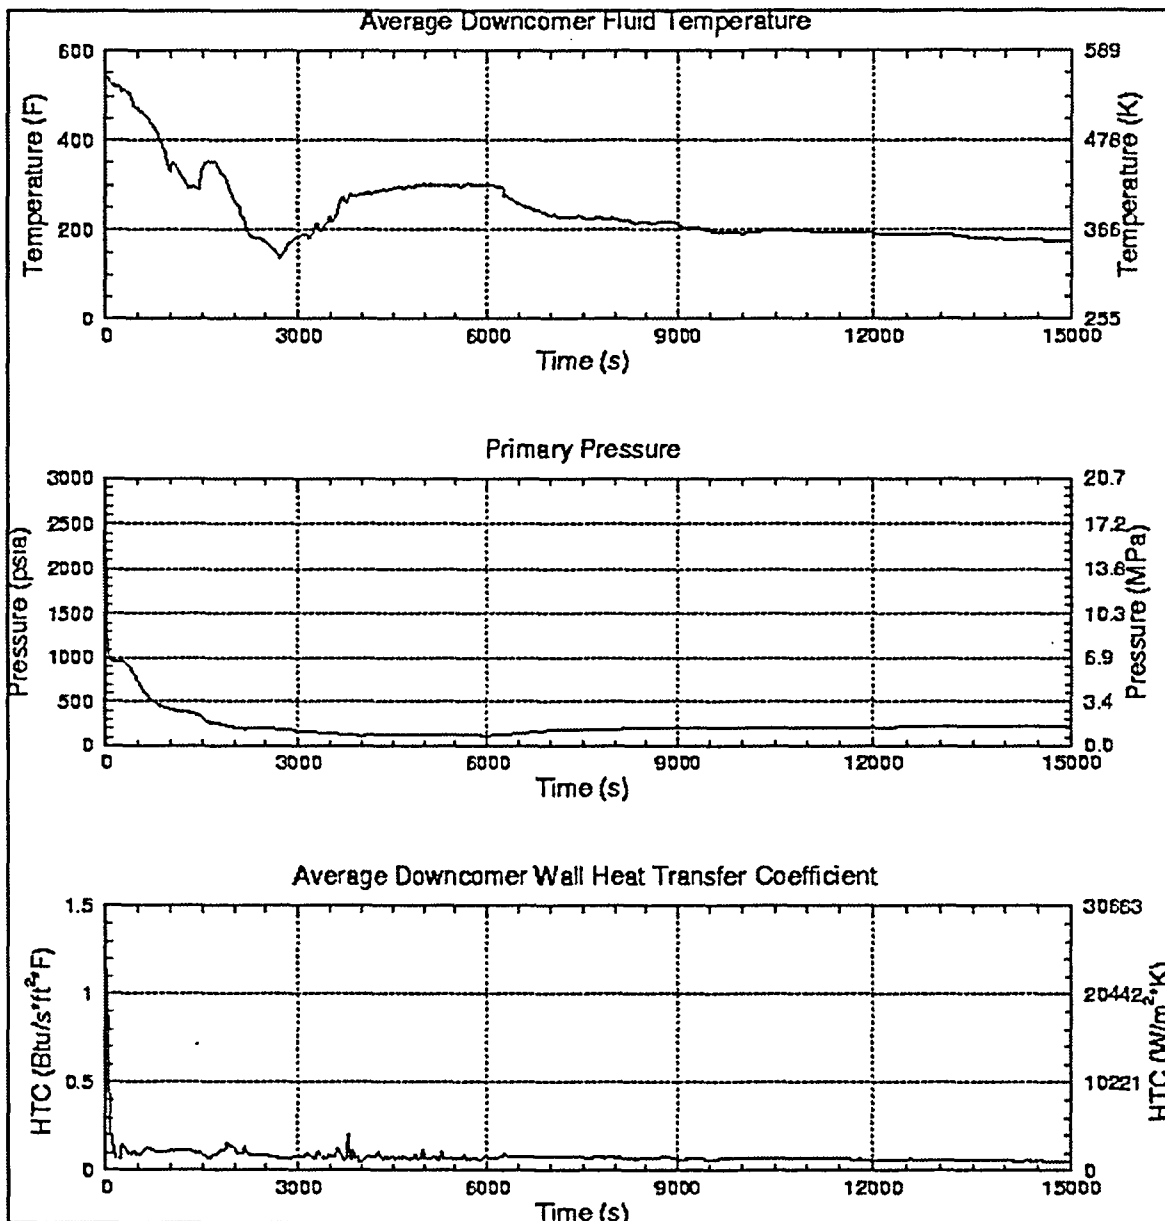 Average Downcomer Fluid Temperature
600 589
400 478
200 366
0 255
Temperature (F)
Temperature (K)
0 3000 6000 9000 12000 15000
Time (s)
Primary Pressure
3000 20.7
2500 17.2
2000 13.8
1500 10.3
1000 6.9
500 3.4
0 0.0
Pressure (psia)
Pressure (MPa)
0 3000 6000 9000 12000 15000
Time (s)
Average Downcomer Wall Heat Transfer Coefficient
1.5 30663
1 20442
0.5 10221
0 0
HTC (Btu/s*ft²*F)
HTC (W/m²*K)
0 3000 6000 9000 12000 15000
Time (s)